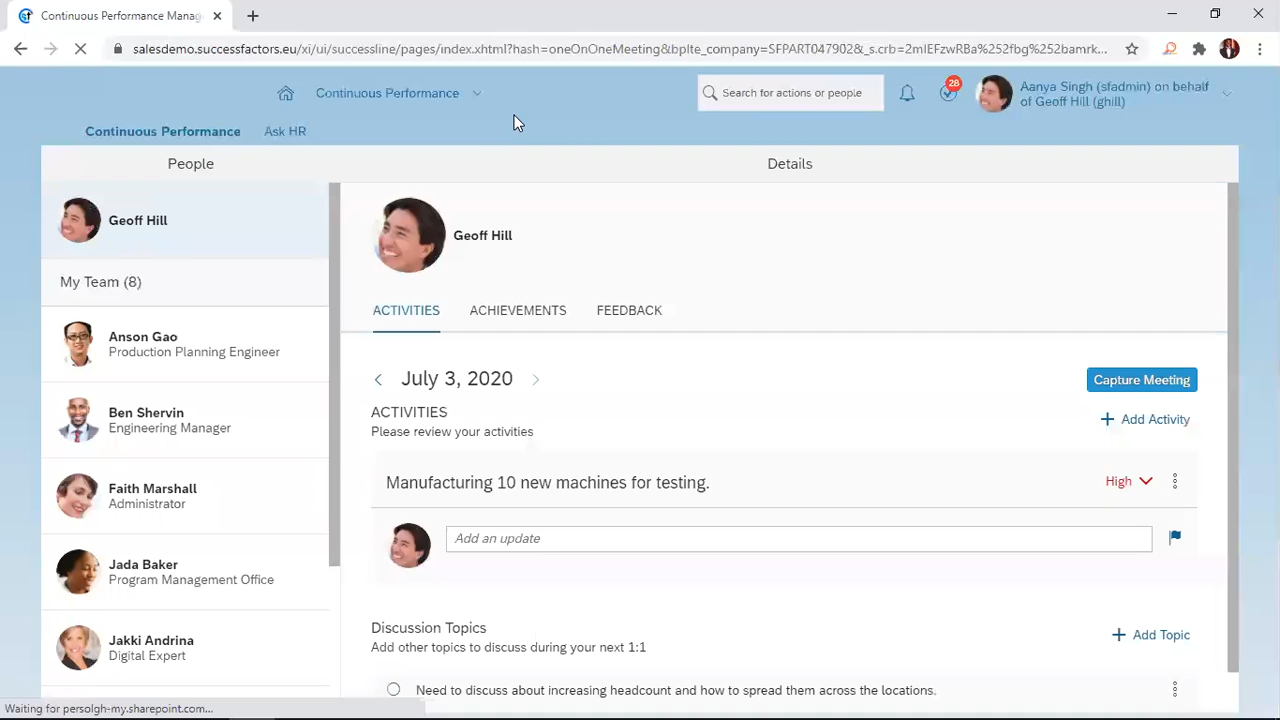 Continuous Performance Manag
salesdemo.successfactors.eu/xi/ui/successline/pages/index.xhtml?hash=oneOnOneMeeting&bplte_company=SFPART047902&_s.crb=2mIEFzwRBa%252fbg%252bamrk...
Continuous Performance
Search for actions or people
28
Aanya Singh (sfadmin) on behalf
of Geoff Hill (ghill)
Continuous Performance
Ask HR
People
Details
Geoff Hill
My Team (8)
Anson Gao
Production Planning Engineer
Ben Shervin
Engineering Manager
Faith Marshall
Administrator
Jada Baker
Program Management Office
Jakki Andrina
Digital Expert
Geoff Hill
ACTIVITIES
ACHIEVEMENTS
FEEDBACK
July 3, 2020
Capture Meeting
ACTIVITIES
Please review your activities
Add Activity
Manufacturing 10 new machines for testing.
High
Add an update
Discussion Topics
Add other topics to discuss during your next 1:1
Add Topic
Need to discuss about increasing headcount and how to spread them across the locations.
Waiting for persolgh-my.sharepoint.com...